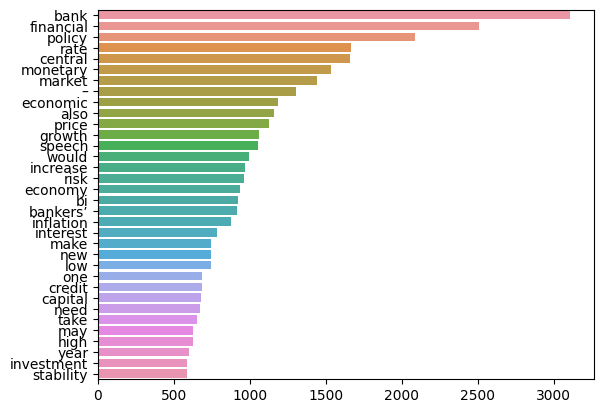 bank
financial
policy
rate
central
monetary
market
–
economic
also
price
growth
speech
would
increase
risk
economy
bi
bankers’
inflation
interest
make
new
low
one
credit
capital
need
take
may
high
year
investment
stability
0 500 1000 1500 2000 2500 3000